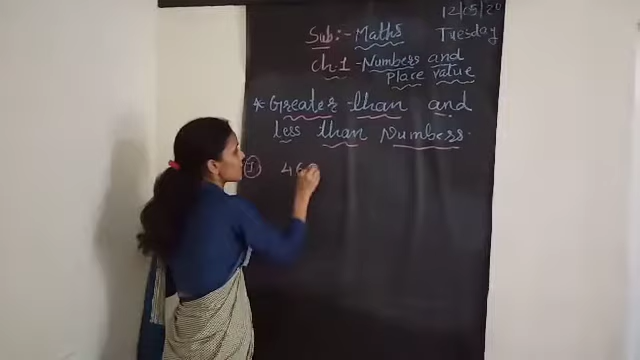 12/05/20
Tuesday
Sub:- Maths
Ch.1 - Numbers and
Place value
* Greater than and
less than Numbers.
① 46